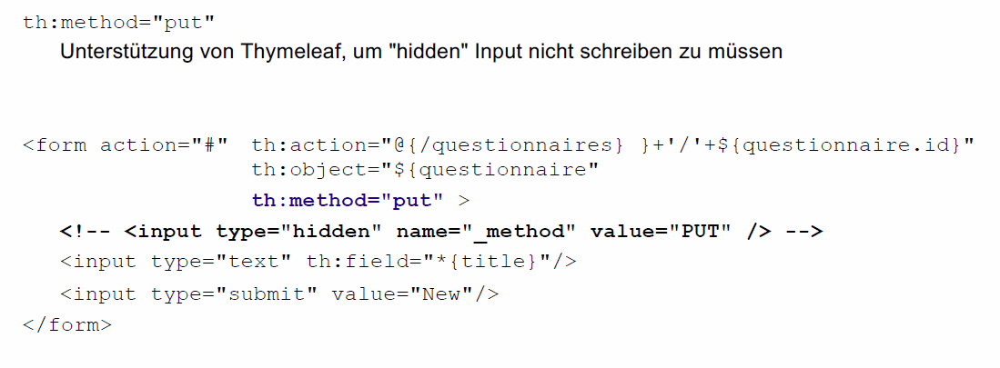 th:method="put"
Unterstützung von Thymeleaf, um "hidden" Input nicht schreiben zu müssen
<form action="#" th:action="@{/questionnaires} }+'/'+${questionnaire.id}"
th:object="${questionnaire"
th:method="put" >
<!-- <input type="hidden" name="_method" value="PUT" /> -->
<input type="text" th:field="*{title}"/>
<input type="submit" value="New"/>
</form>